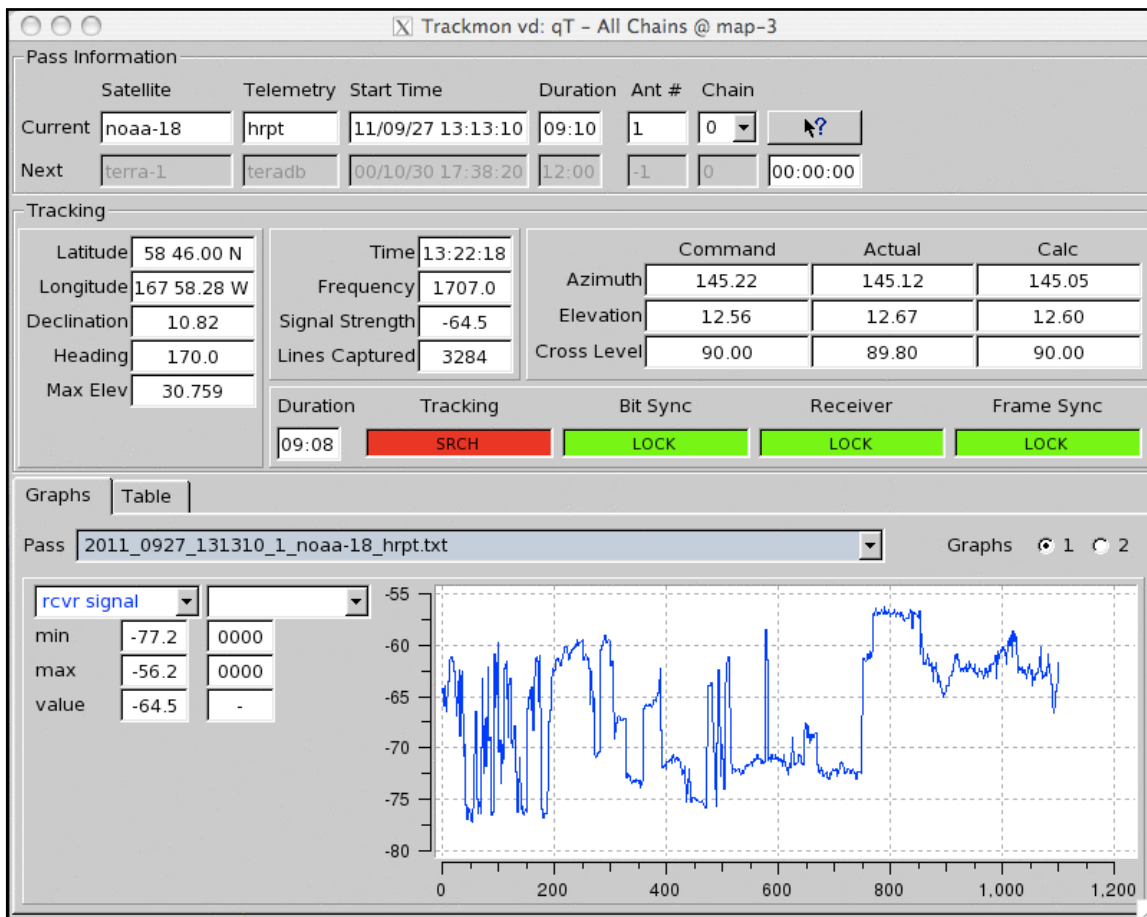 Trackmon vd: qT – All Chains @ map-3
Pass Information
Satellite Telemetry Start Time Duration Ant # Chain
Current noaa-18 hrpt 11/09/27 13:13:10 09:10 1 0 ?
Next terra-1 teradb 00/10/30 17:38:20 12:00 -1 0 00:00:00
Tracking
Latitude 58 46.00 N
Longitude 167 58.28 W
Declination 10.82
Heading 170.0
Max Elev 30.759
Time 13:22:18
Frequency 1707.0
Signal Strength -64.5
Lines Captured 3284
Command Actual Calc
Azimuth 145.22 145.12 145.05
Elevation 12.56 12.67 12.60
Cross Level 90.00 89.80 90.00
Duration Tracking Bit Sync Receiver Frame Sync
09:08 SRCH LOCK LOCK LOCK
Graphs Table
Pass 2011_0927_131310_1_noaa-18_hrpt.txt Graphs 1 2
rcvr signal
min -77.2 0000
max -56.2 0000
value -64.5 -
-55
-60
-65
-70
-75
-80
0 200 400 600 800 1,000 1,200